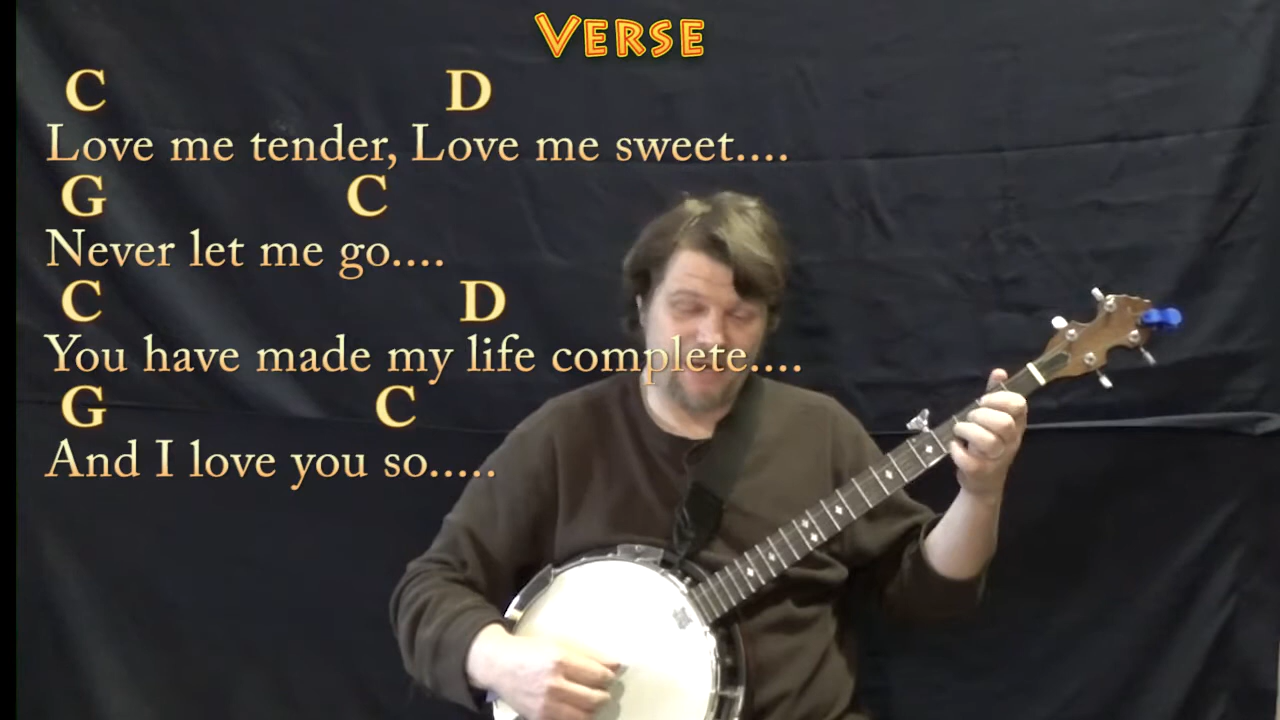 VERSE
C D
Love me tender, Love me sweet....
G C
Never let me go....
C D
You have made my life complete....
G C
And I love you so.....